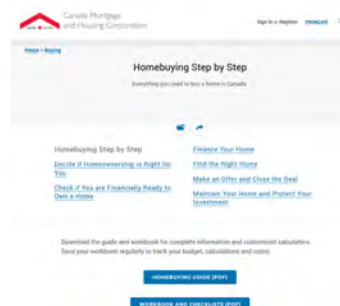 Canada Mortgage
and Housing Corporation
Sign In or Register FRANÇAIS
Home > Buying
Homebuying Step by Step
Everything you need to buy a home in Canada
Homebuying Step by Step
Decide if Homeownership is Right for
You
Check if You are Financially Ready to
Own a Home
Finance Your Home
Find the Right Home
Make an Offer and Close the Deal
Maintain Your Home and Protect Your
Investment
Download the guide and workbook for complete information and customized calculators.
Save your workbook regularly to track your budget, calculations and notes.
HOMEBUYING GUIDE (PDF)
WORKBOOK AND CHECKLISTS (PDF)